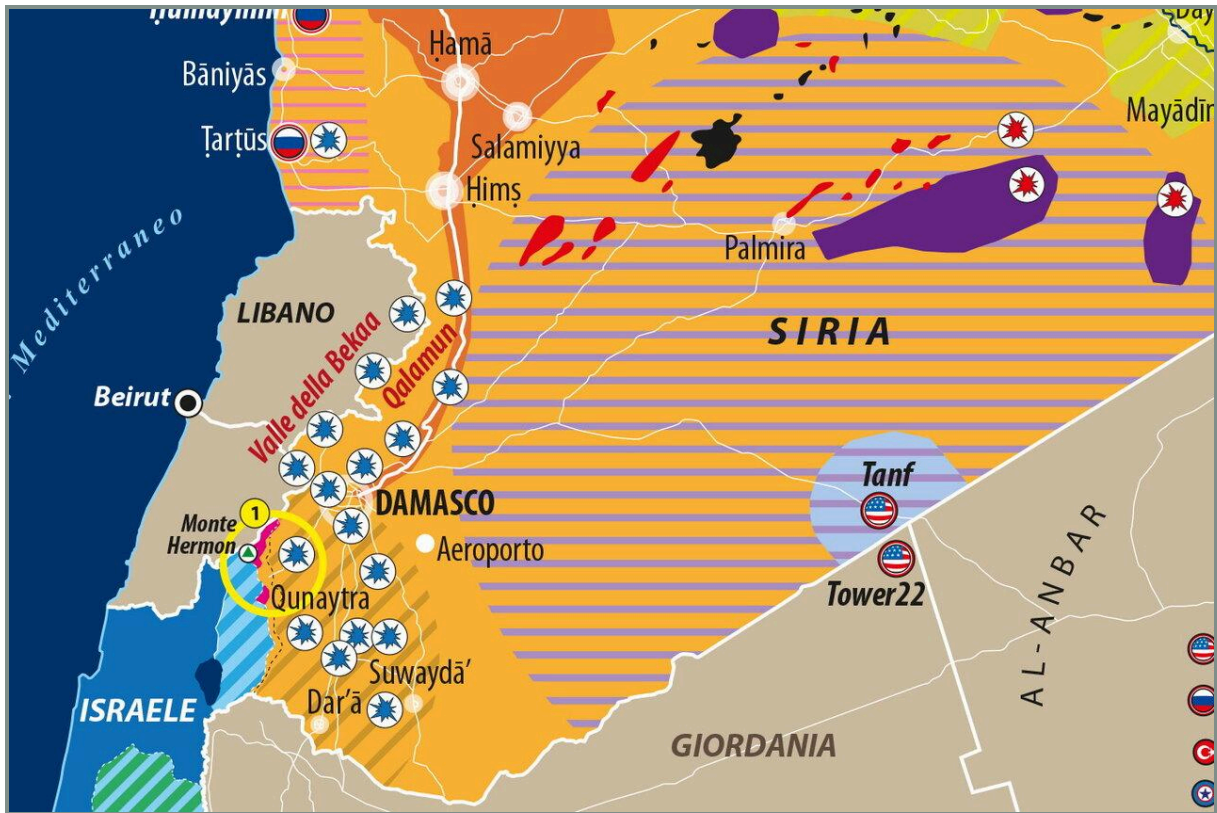 Ḥamā
Bāniyās
Ṭarṭūs
Salamiyya
Ḥimṣ
Mayādīn
Palmira
Mediterraneo
LIBANO
SIRIA
Valle della Bekaa
Qalamun
Beirut
Tanf
DAMASCO
1
Monte
Hermon
Aeroporto
Tower22
AL-ANBAR
Qunaytra
Suwaydā’
Dar’ā
ISRAELE
GIORDANIA